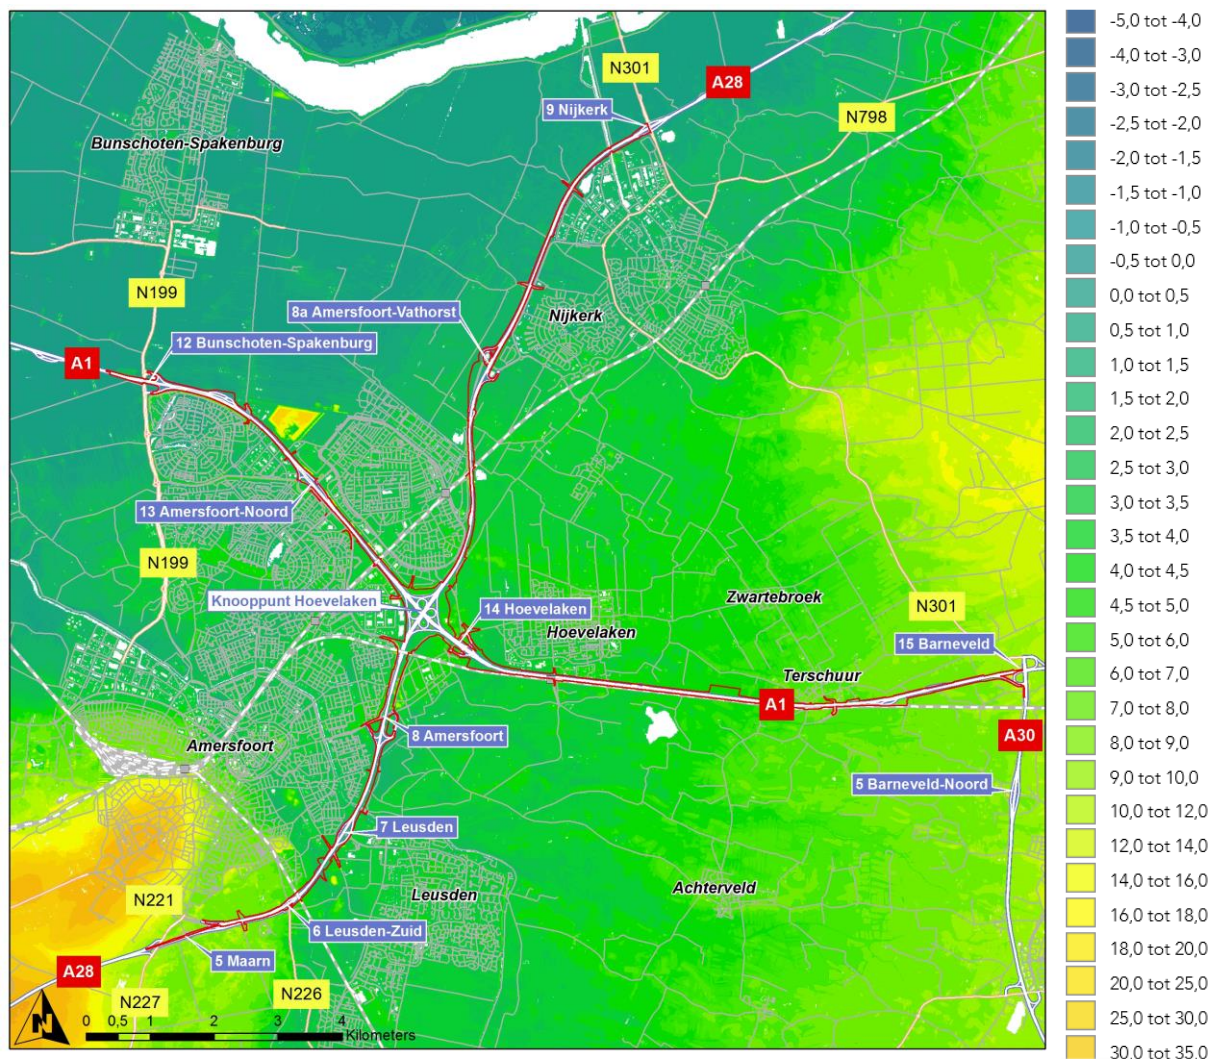 N301
A28
9 Nijkerk
N798
Bunschoten-Spakenburg
N199
8a Amersfoort-Vathorst
Nijkerk
12 Bunschoten-Spakenburg
A1
13 Amersfoort-Noord
N199
Knooppunt Hoevelaken
14 Hoevelaken
Hoevelaken
Zwartebroek
N301
15 Barneveld
Terschuur
A1
A30
8 Amersfoort
Amersfoort
5 Barneveld-Noord
7 Leusden
Leusden
Achterveld
N221
6 Leusden-Zuid
5 Maarn
A28
N227
N226
N
0 0,5 1 2 3 4
Kilometers
-5,0 tot -4,0
-4,0 tot -3,0
-3,0 tot -2,5
-2,5 tot -2,0
-2,0 tot -1,5
-1,5 tot -1,0
-1,0 tot -0,5
-0,5 tot 0,0
0,0 tot 0,5
0,5 tot 1,0
1,0 tot 1,5
1,5 tot 2,0
2,0 tot 2,5
2,5 tot 3,0
3,0 tot 3,5
3,5 tot 4,0
4,0 tot 4,5
4,5 tot 5,0
5,0 tot 6,0
6,0 tot 7,0
7,0 tot 8,0
8,0 tot 9,0
9,0 tot 10,0
10,0 tot 12,0
12,0 tot 14,0
14,0 tot 16,0
16,0 tot 18,0
18,0 tot 20,0
20,0 tot 25,0
25,0 tot 30,0
30,0 tot 35,0